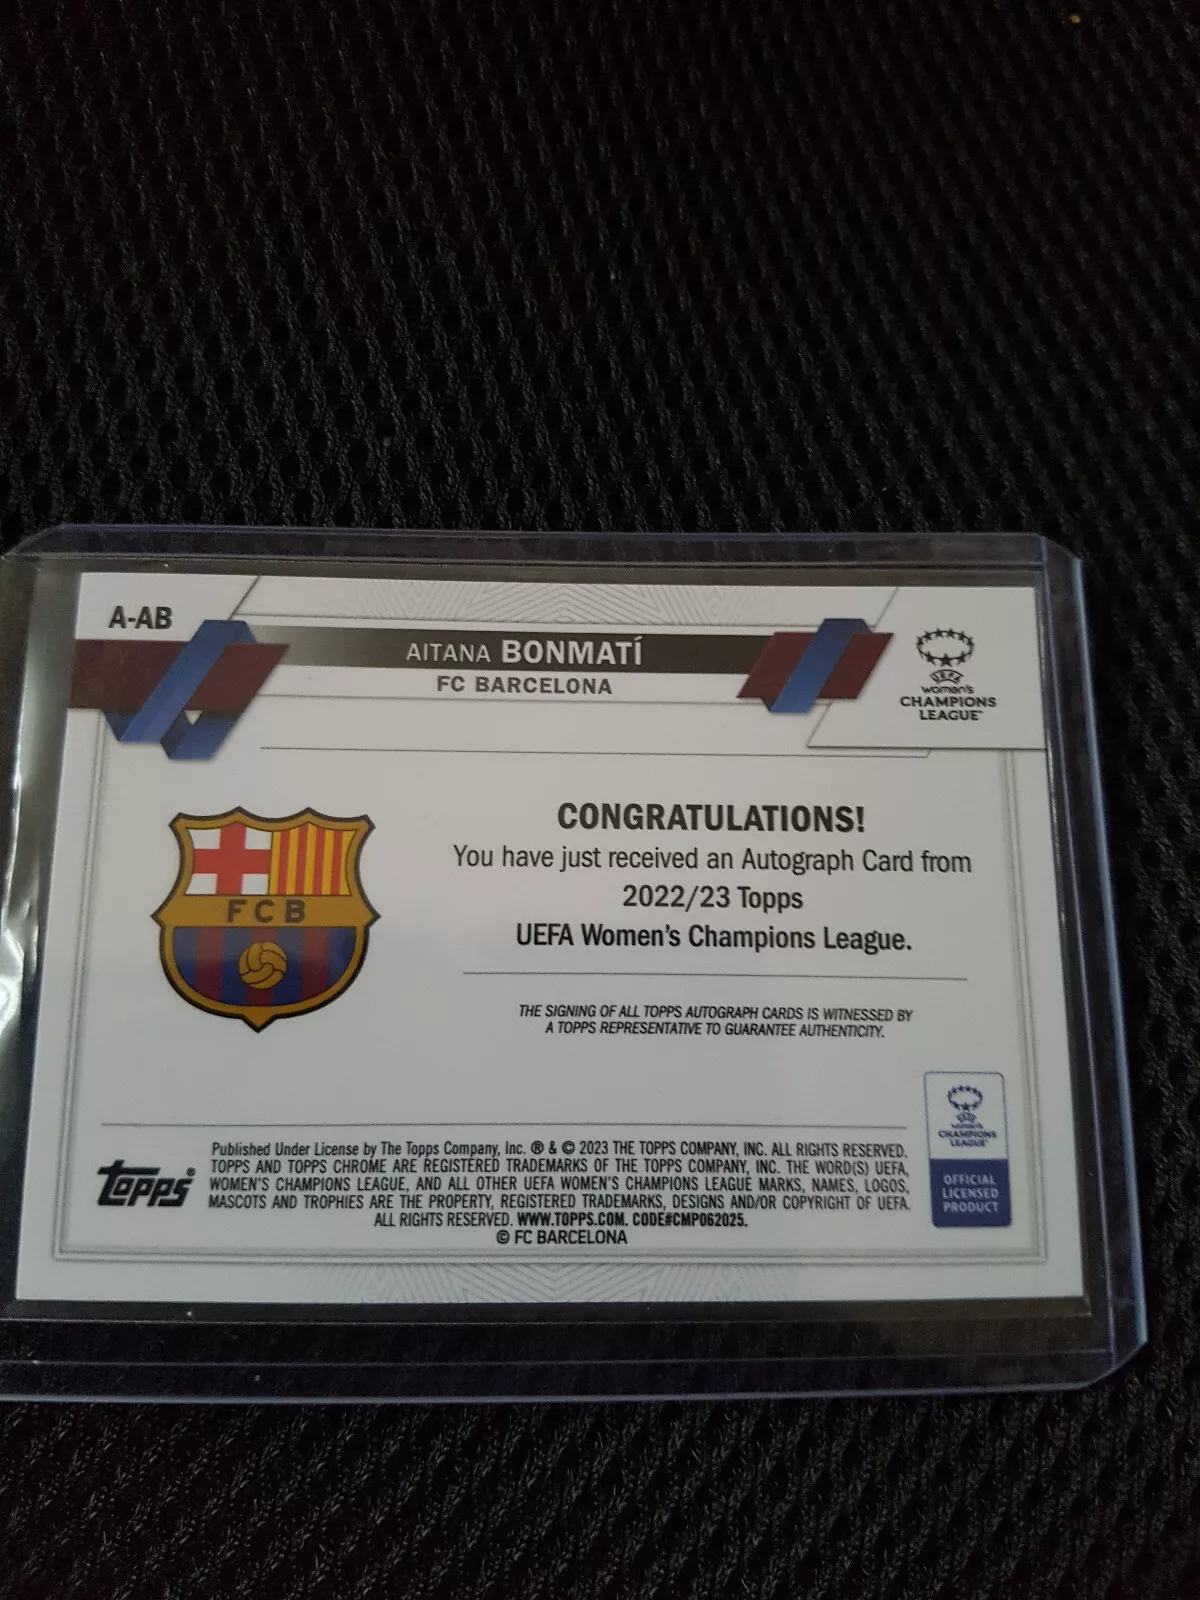 A-AB
AITANA BONMATÍ
FC BARCELONA
UEFA
women's
CHAMPIONS
LEAGUE™
FCB
CONGRATULATIONS!
You have just received an Autograph Card from
2022/23 Topps
UEFA Women's Champions League.
THE SIGNING OF ALL TOPPS AUTOGRAPH CARDS IS WITNESSED BY
A TOPPS REPRESENTATIVE TO GUARANTEE AUTHENTICITY.
UEFA
women's
CHAMPIONS
LEAGUE™
OFFICIAL
LICENSED
PRODUCT
Topps®
Published Under License by The Topps Company, Inc. ® & © 2023 THE TOPPS COMPANY, INC. ALL RIGHTS RESERVED.
TOPPS AND TOPPS CHROME ARE REGISTERED TRADEMARKS OF THE TOPPS COMPANY, INC. THE WORD(S) UEFA,
WOMEN'S CHAMPIONS LEAGUE, AND ALL OTHER UEFA WOMEN'S CHAMPIONS LEAGUE MARKS, NAMES, LOGOS,
MASCOTS AND TROPHIES ARE THE PROPERTY, REGISTERED TRADEMARKS, DESIGNS AND/OR COPYRIGHT OF UEFA.
ALL RIGHTS RESERVED. WWW.TOPPS.COM. CODE#CMP062025.
© FC BARCELONA